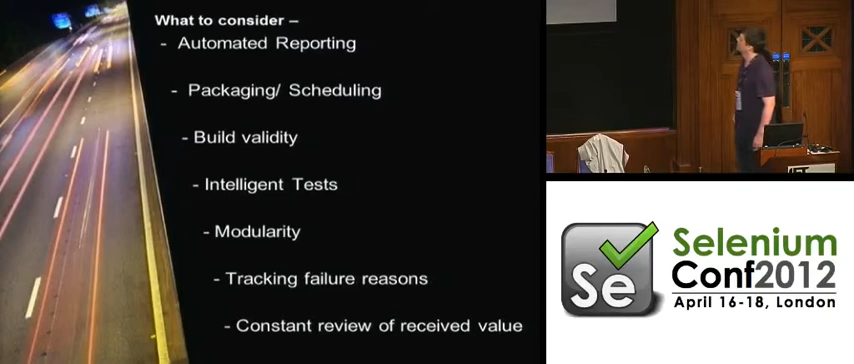 What to consider –
- Automated Reporting
- Packaging/ Scheduling
- Build validity
- Intelligent Tests
- Modularity
- Tracking failure reasons
- Constant review of received value
Se
Selenium
Conf2012
April 16-18, London